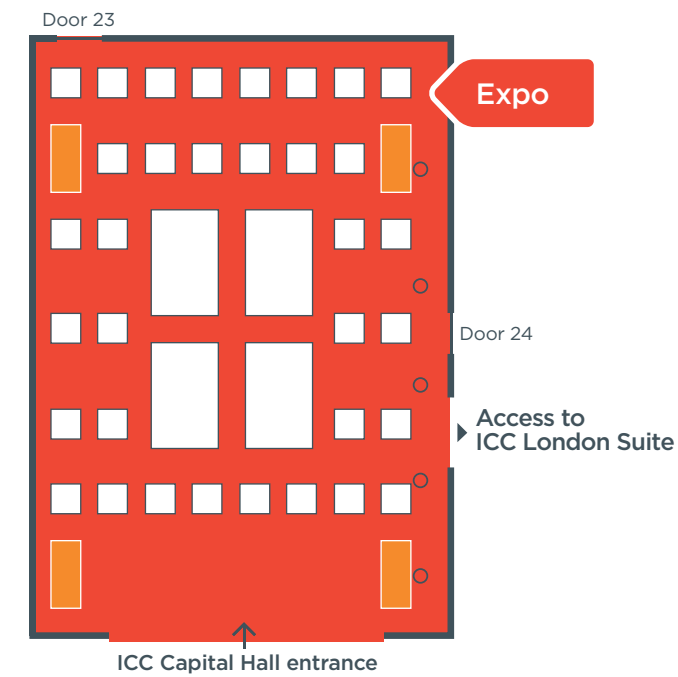 Door 23
Expo
Door 24
Access to
ICC London Suite
ICC Capital Hall entrance